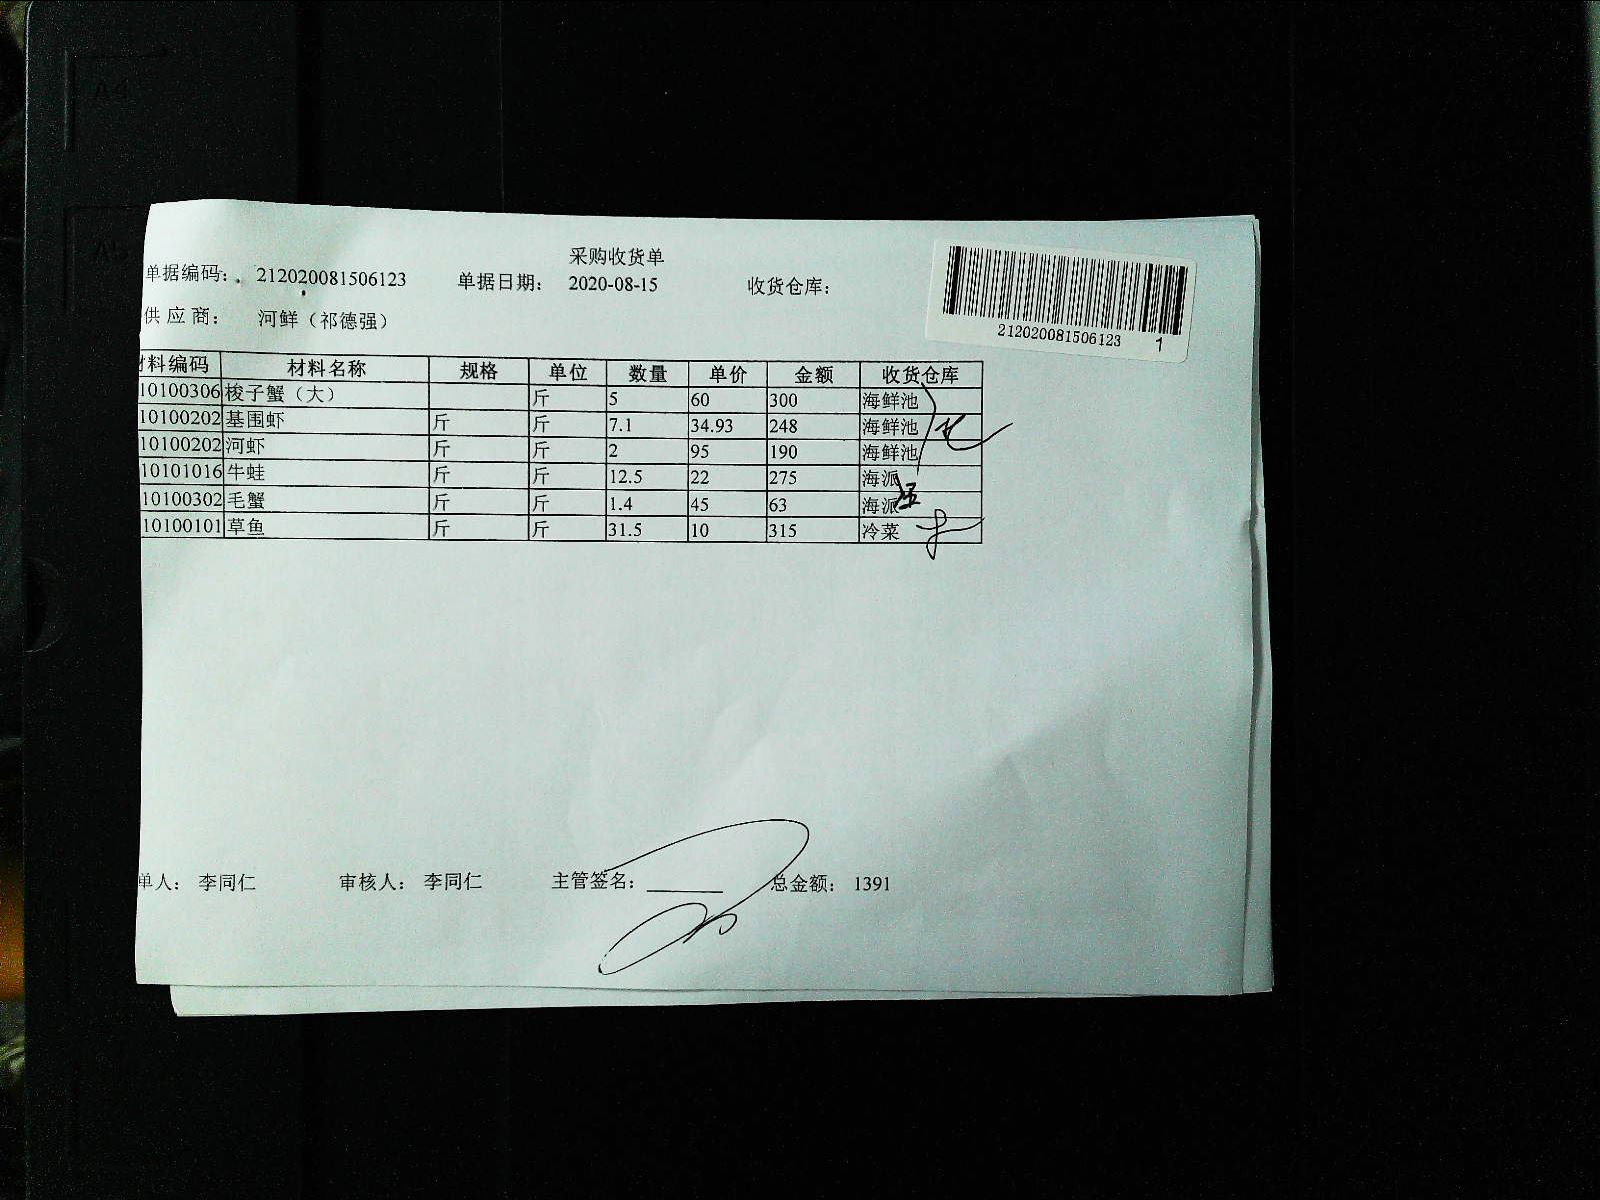 采购收货单
单据编码: 212020081506123 单据日期: 2020-08-15 收货仓库:
供应商: 河鲜（祁德强）
212020081506123 1
材料编码 材料名称 规格 单位 数量 单价 金额 收货仓库
10100306 梭子蟹（大） 斤 5 60 300 海鲜池
10100202 基围虾 斤 斤 7.1 34.93 248 海鲜池
10100202 河虾 斤 斤 2 95 190 海鲜池
10101016 牛蛙 斤 斤 12.5 22 275 海派
10100302 毛蟹 斤 斤 1.4 45 63 海派
10100101 草鱼 斤 斤 31.5 10 315 冷菜
单人: 李同仁 审核人: 李同仁 主管签名: 总金额: 1391
A4
A5